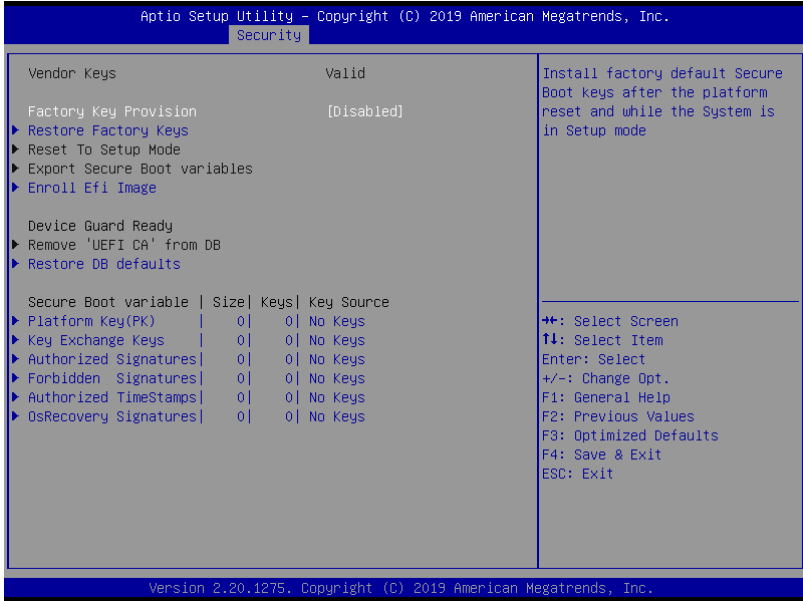 Aptio Setup Utility – Copyright (C) 2019 American Megatrends, Inc.
Security
Vendor Keys Valid
Factory Key Provision [Disabled]
Restore Factory Keys
Reset To Setup Mode
Export Secure Boot variables
Enroll Efi Image
Device Guard Ready
Remove 'UEFI CA' from DB
Restore DB defaults
Secure Boot variable | Size| Keys| Key Source
Platform Key(PK) | 0| 0| No Keys
Key Exchange Keys | 0| 0| No Keys
Authorized Signatures| 0| 0| No Keys
Forbidden Signatures| 0| 0| No Keys
Authorized TimeStamps| 0| 0| No Keys
OsRecovery Signatures| 0| 0| No Keys
Install factory default Secure
Boot keys after the platform
reset and while the System is
in Setup mode
→←: Select Screen
↑↓: Select Item
Enter: Select
+/-: Change Opt.
F1: General Help
F2: Previous Values
F3: Optimized Defaults
F4: Save & Exit
ESC: Exit
Version 2.20.1275. Copyright (C) 2019 American Megatrends, Inc.